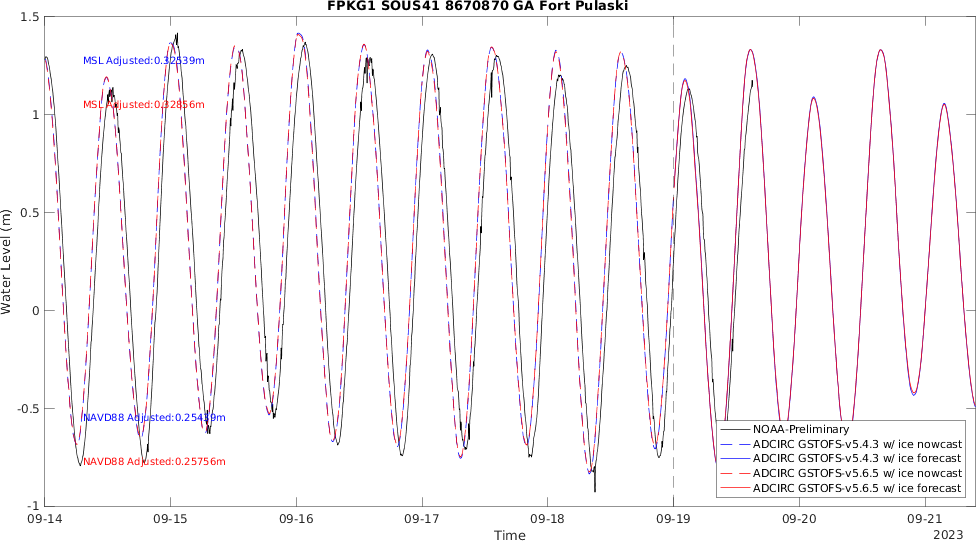 FPKG1 SOUS41 8670870 GA Fort Pulaski
1.5
MSL Adjusted:0.32539m
MSL Adjusted:0.32856m
1
0.5
Water Level (m)
0
-0.5
NAVD88 Adjusted:0.25439m
NAVD88 Adjusted:0.25756m
-1
NOAA-Preliminary
ADCIRC GSTOFS-v5.4.3 w/ ice nowcast
ADCIRC GSTOFS-v5.4.3 w/ ice forecast
ADCIRC GSTOFS-v5.6.5 w/ ice nowcast
ADCIRC GSTOFS-v5.6.5 w/ ice forecast
09-14 09-15 09-16 09-17 09-18 09-19 09-20 09-21
Time
2023